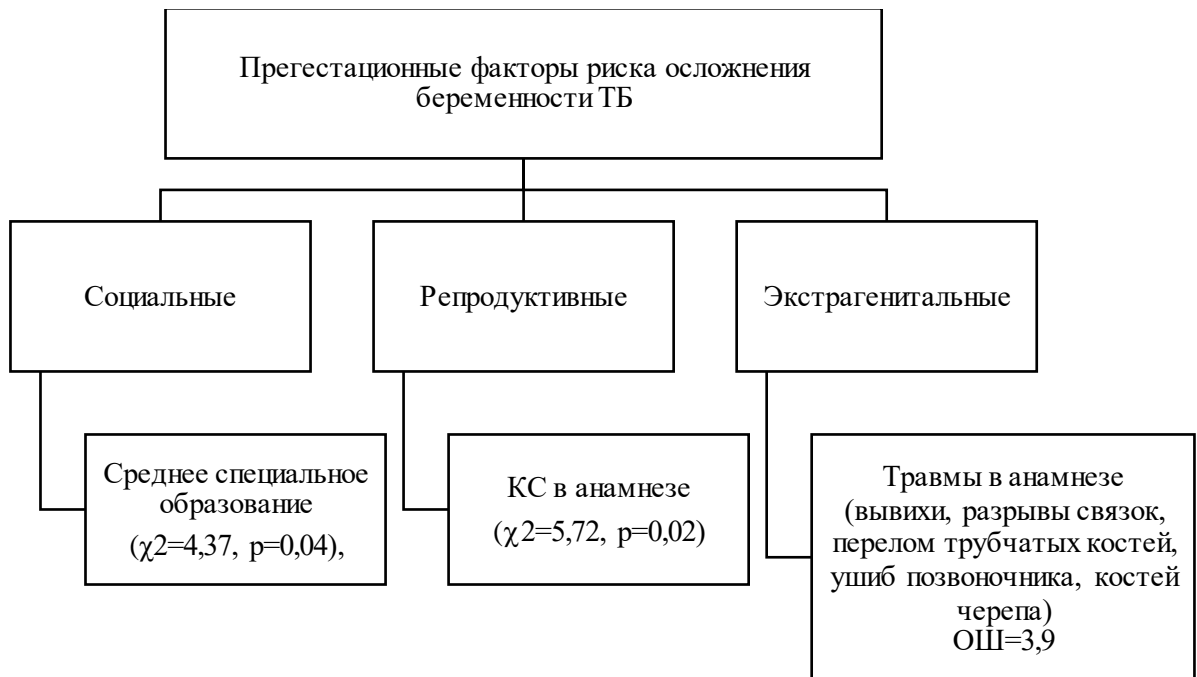 Прегестационные факторы риска осложнения
беременности ТБ
Социальные
Репродуктивные
Экстрагенитальные
Среднее специальное
образование
(χ2=4,37, p=0,04),
КС в анамнезе
(χ2=5,72, p=0,02)
Травмы в анамнезе
(вывихи, разрывы связок,
перелом трубчатых костей,
ушиб позвоночника, костей
черепа)
ОШ=3,9